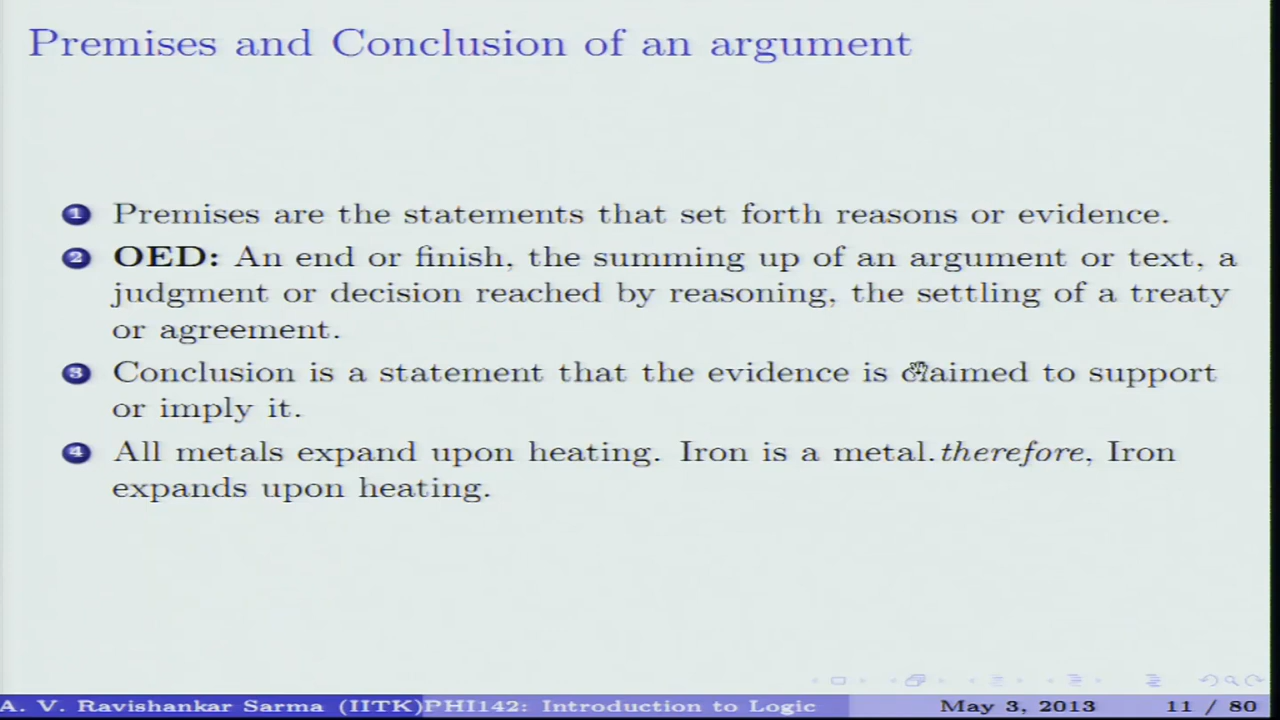 Premises and Conclusion of an argument
1 Premises are the statements that set forth reasons or evidence.
2 OED: An end or finish, the summing up of an argument or text, a
judgment or decision reached by reasoning, the settling of a treaty
or agreement.
3 Conclusion is a statement that the evidence is claimed to support
or imply it.
4 All metals expand upon heating. Iron is a metal.therefore, Iron
expands upon heating.
A. V. Ravishankar Sarma (IITK) PHI142: Introduction to Logic May 3, 2013 11 / 80